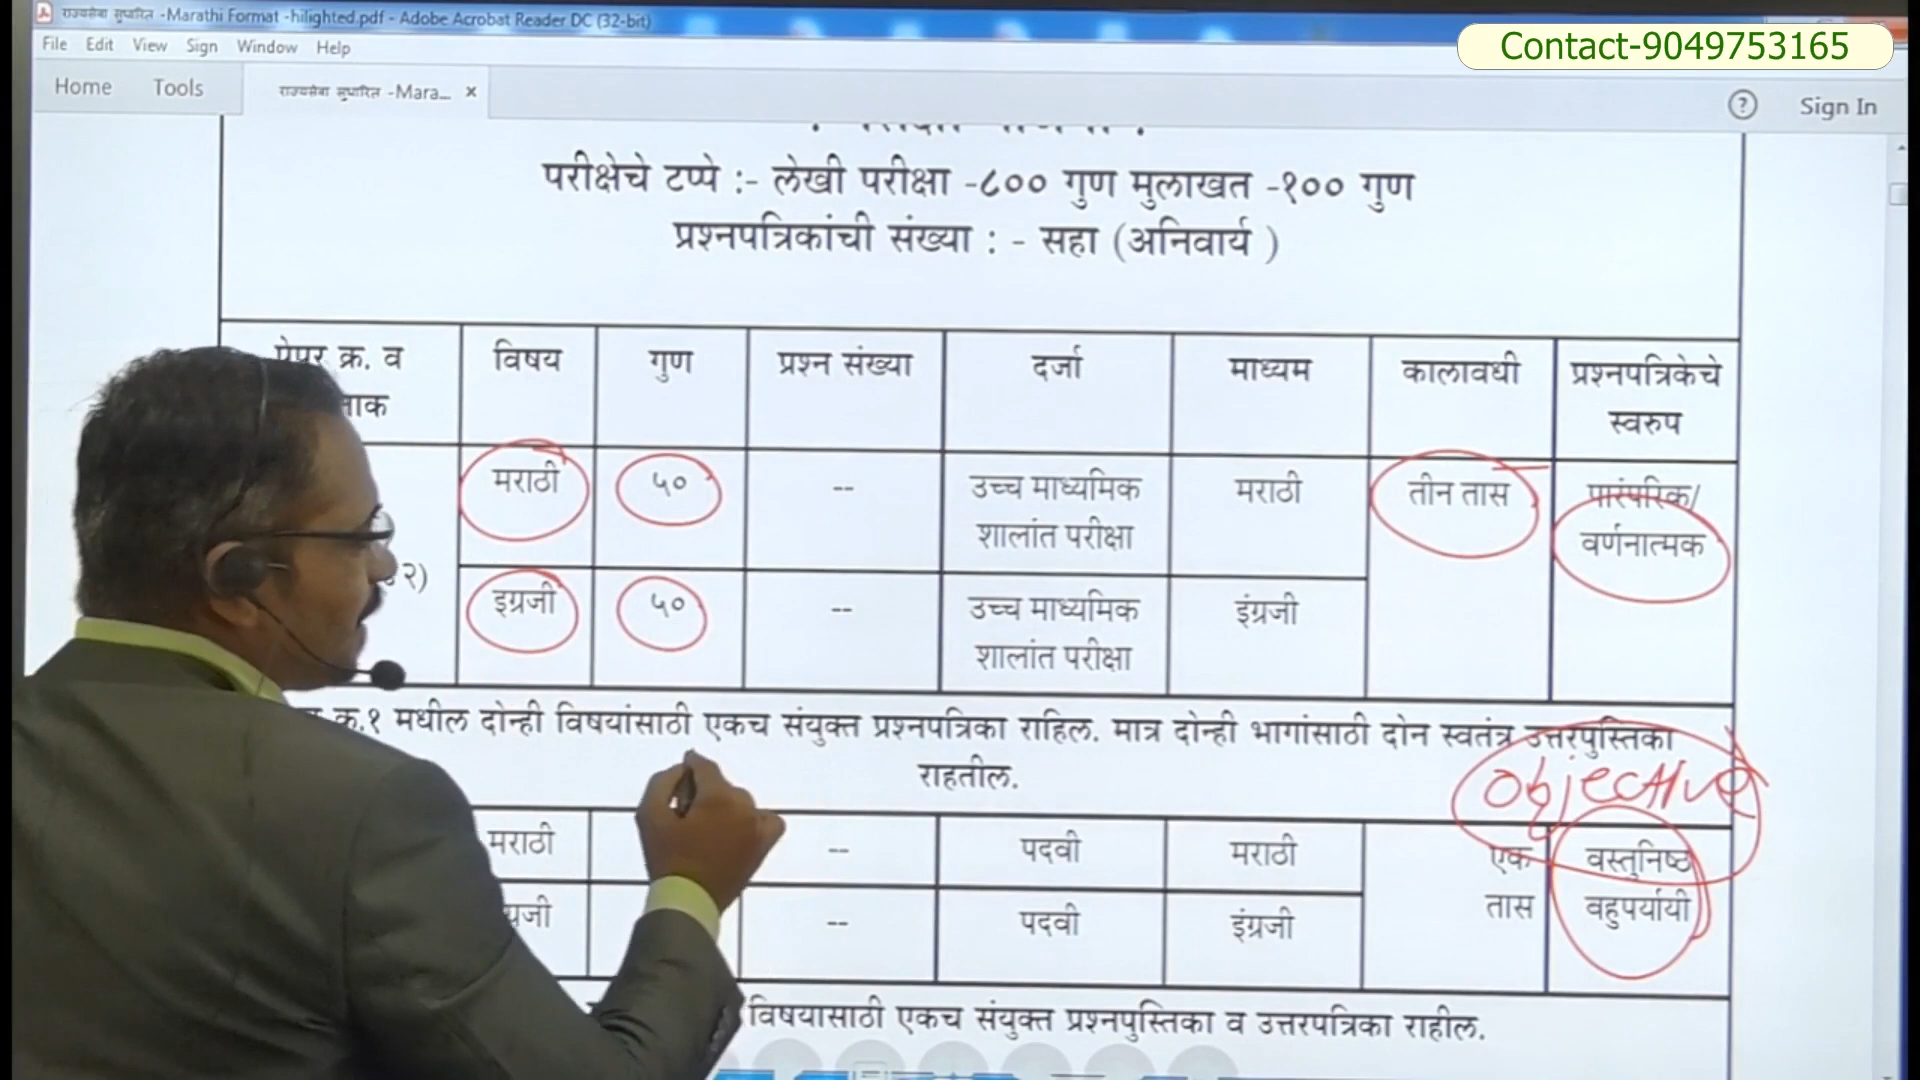 राज्यसेवा सुधारित -Marathi Format -hilighted.pdf - Adobe Acrobat Reader DC (32-bit)
File Edit View Sign Window Help
Contact-9049753165
Home Tools राज्यसेवा सुधारित -Mara... × ? Sign In
परीक्षेचे टप्पे :- लेखी परीक्षा -८०० गुण मुलाखत -१०० गुण
प्रश्नपत्रिकांची संख्या : - सहा (अनिवार्य )
पेपर क्र. व विषय गुण प्रश्न संख्या दर्जा माध्यम कालावधी प्रश्नपत्रिकेचे
स्वरुप
मराठी ५० -- उच्च माध्यमिक मराठी तीन तास पारंपरिक/
शालांत परीक्षा वर्णनात्मक
२) इंग्रजी ५० -- उच्च माध्यमिक इंग्रजी
शालांत परीक्षा
क्र.१ मधील दोन्ही विषयांसाठी एकच संयुक्त प्रश्नपत्रिका राहिल. मात्र दोन्ही भागांसाठी दोन स्वतंत्र उत्तरपुस्तिका
राहतील.
objective
मराठी -- पदवी मराठी एक वस्तुनिष्ठ
तास बहुपर्यायी
-- पदवी इंग्रजी
विषयासाठी एकच संयुक्त प्रश्नपुस्तिका व उत्तरपत्रिका राहील.